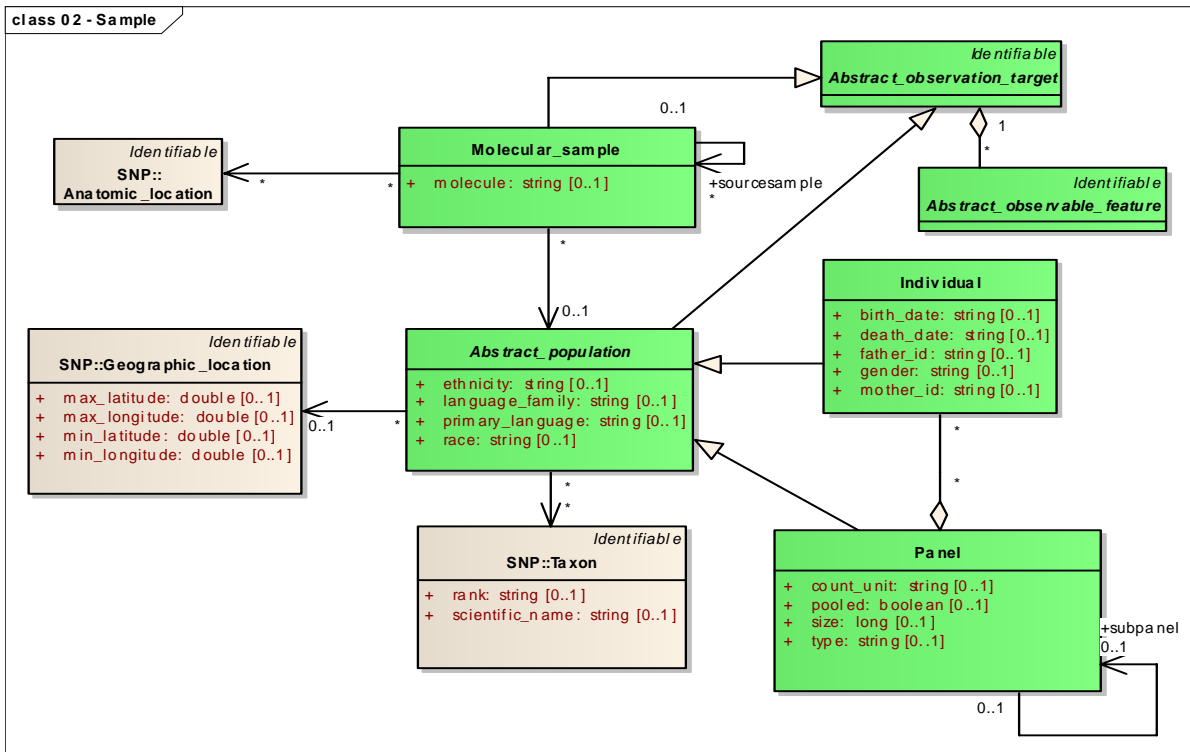 class 02 - Sample
Identifiable
Abstract_observation_target
1
*
Identifiable
Abstract_observable_feature
0..1
Molecular_sample
+ molecule: string [0..1]
+sourcesample
*
Identifiable
SNP::
Anatomic_location
*
*
*
0..1
Individual
+ birth_date: string [0..1]
+ death_date: string [0..1]
+ father_id: string [0..1]
+ gender: string [0..1]
+ mother_id: string [0..1]
Identifiable
SNP::Geographic_location
+ max_latitude: double [0..1]
+ max_longitude: double [0..1]
+ min_latitude: double [0..1]
+ min_longitude: double [0..1]
0..1
*
Abstract_population
+ ethnicity: string [0..1]
+ language_family: string [0..1]
+ primary_language: string [0..1]
+ race: string [0..1]
*
*
*
*
Identifiable
SNP::Taxon
+ rank: string [0..1]
+ scientific_name: string [0..1]
Panel
+ count_unit: string [0..1]
+ pooled: boolean [0..1]
+ size: long [0..1]
+ type: string [0..1]
+subpanel
0..1
0..1